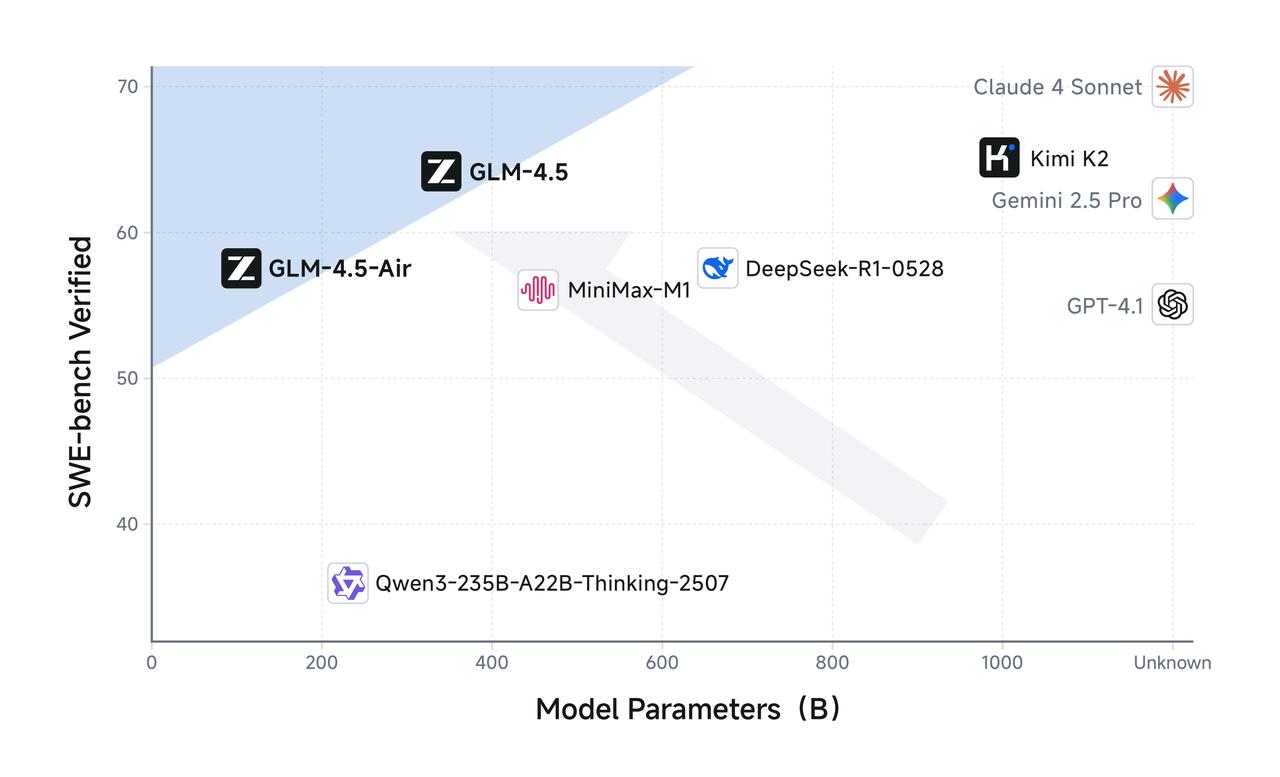 SWE-bench Verified
70
60
50
40
Claude 4 Sonnet
Kimi K2
GLM-4.5
Gemini 2.5 Pro
GLM-4.5-Air
DeepSeek-R1-0528
MiniMax-M1
GPT-4.1
Qwen3-235B-A22B-Thinking-2507
0 200 400 600 800 1000 Unknown
Model Parameters（B）